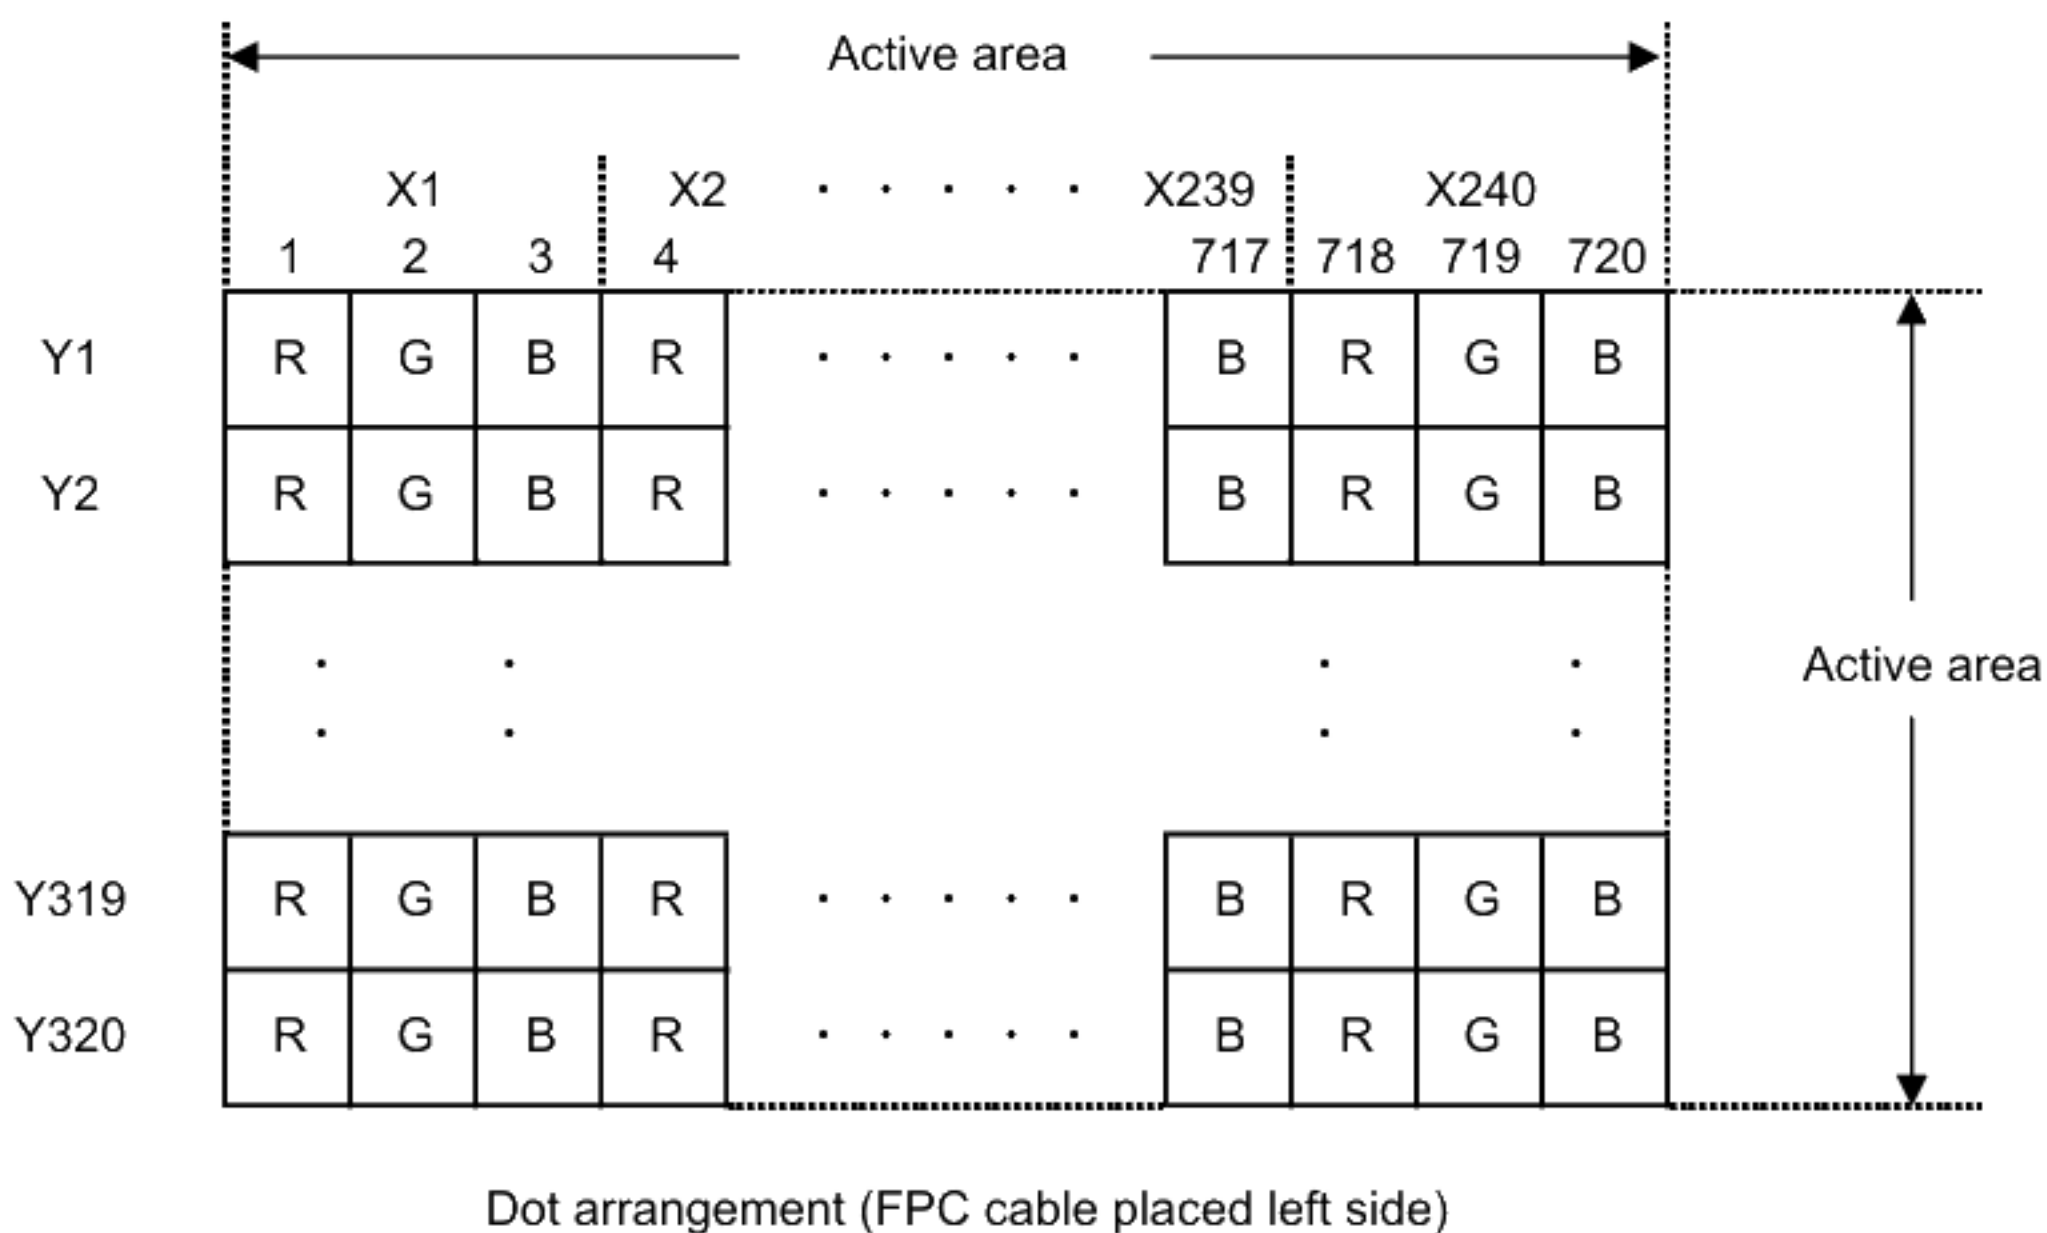 Active area
X1 X2 · · · · · X239 X240
1 2 3 4 717 718 719 720
Y1 R G B R · · · · · B R G B
Y2 R G B R · · · · · B R G B
· · · ·
Active area
· · · ·
Y319 R G B R · · · · · B R G B
Y320 R G B R · · · · · B R G B
Dot arrangement (FPC cable placed left side)